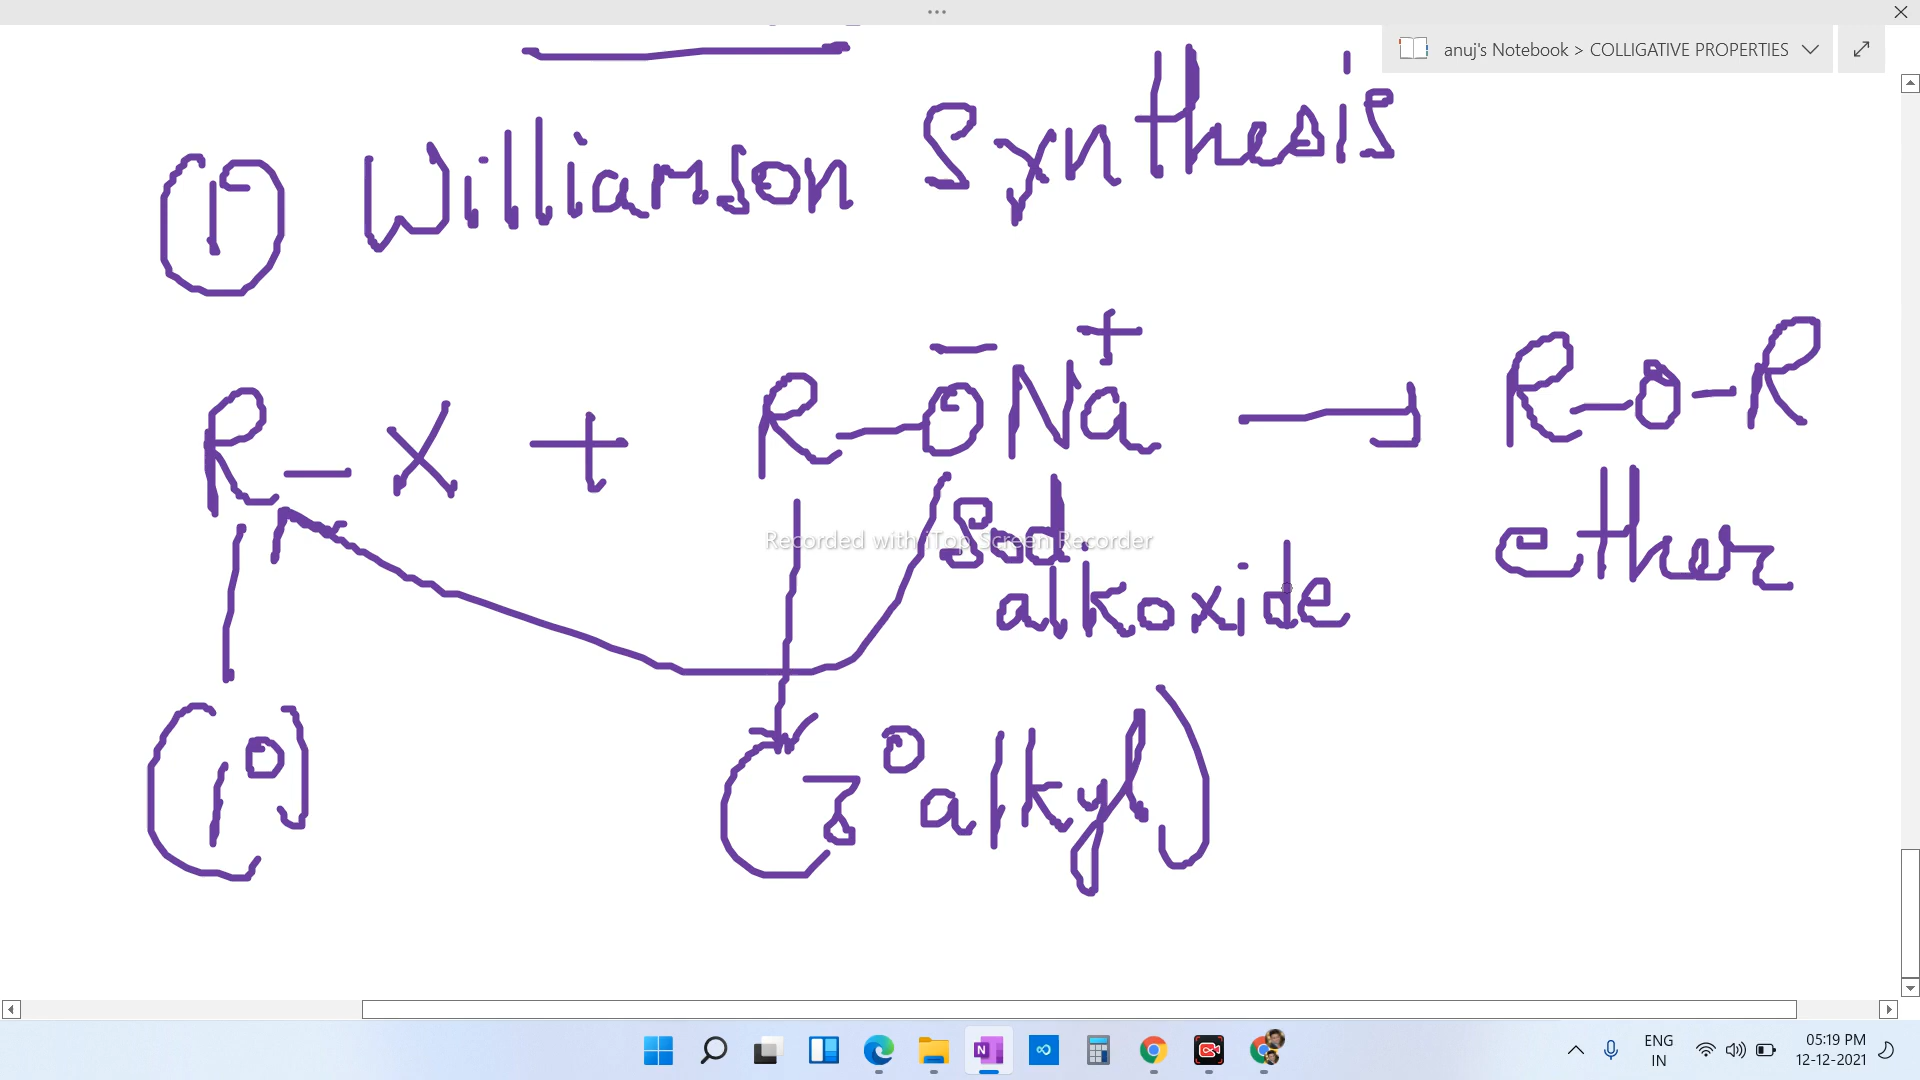 anuj's Notebook > COLLIGATIVE PROPERTIES
① Williamson Synthesis
R-X + R-O⁻Na⁺ → R-O-R
Sod. alkoxide
ether
Recorded with iTop Screen Recorder
(1°)
(3° alkyl)
ENG
IN
05:19 PM
12-12-2021